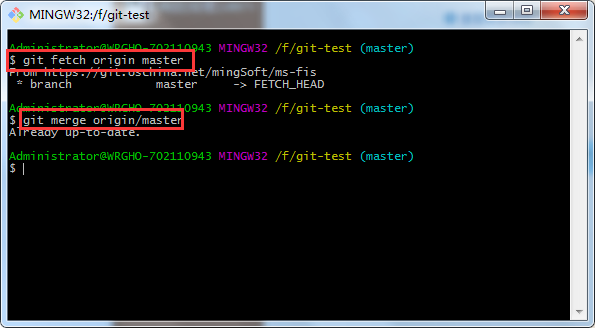 MINGW32:/f/git-test
Administrator@WRGHO-702110943 MINGW32 /f/git-test (master)
$ git fetch origin master
From https://git.oschina.net/mingSoft/ms-fis
 * branch            master     -> FETCH_HEAD
Administrator@WRGHO-702110943 MINGW32 /f/git-test (master)
$ git merge origin/master
Already up-to-date.
Administrator@WRGHO-702110943 MINGW32 /f/git-test (master)
$